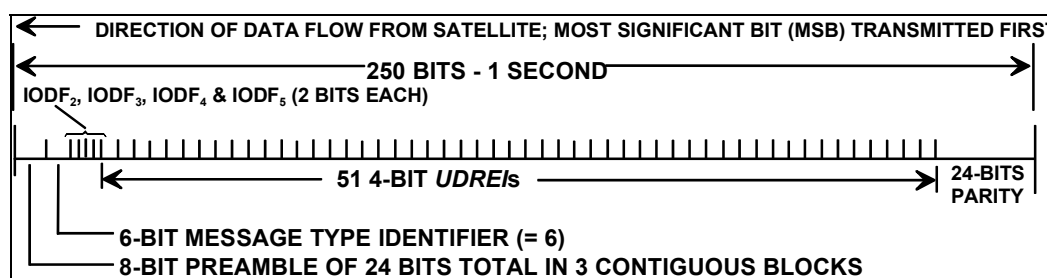 DIRECTION OF DATA FLOW FROM SATELLITE; MOST SIGNIFICANT BIT (MSB) TRANSMITTED FIRST
250 BITS - 1 SECOND
IODF2, IODF3, IODF4 & IODF5 (2 BITS EACH)
51 4-BIT UDREIs
24-BITS
PARITY
6-BIT MESSAGE TYPE IDENTIFIER (= 6)
8-BIT PREAMBLE OF 24 BITS TOTAL IN 3 CONTIGUOUS BLOCKS